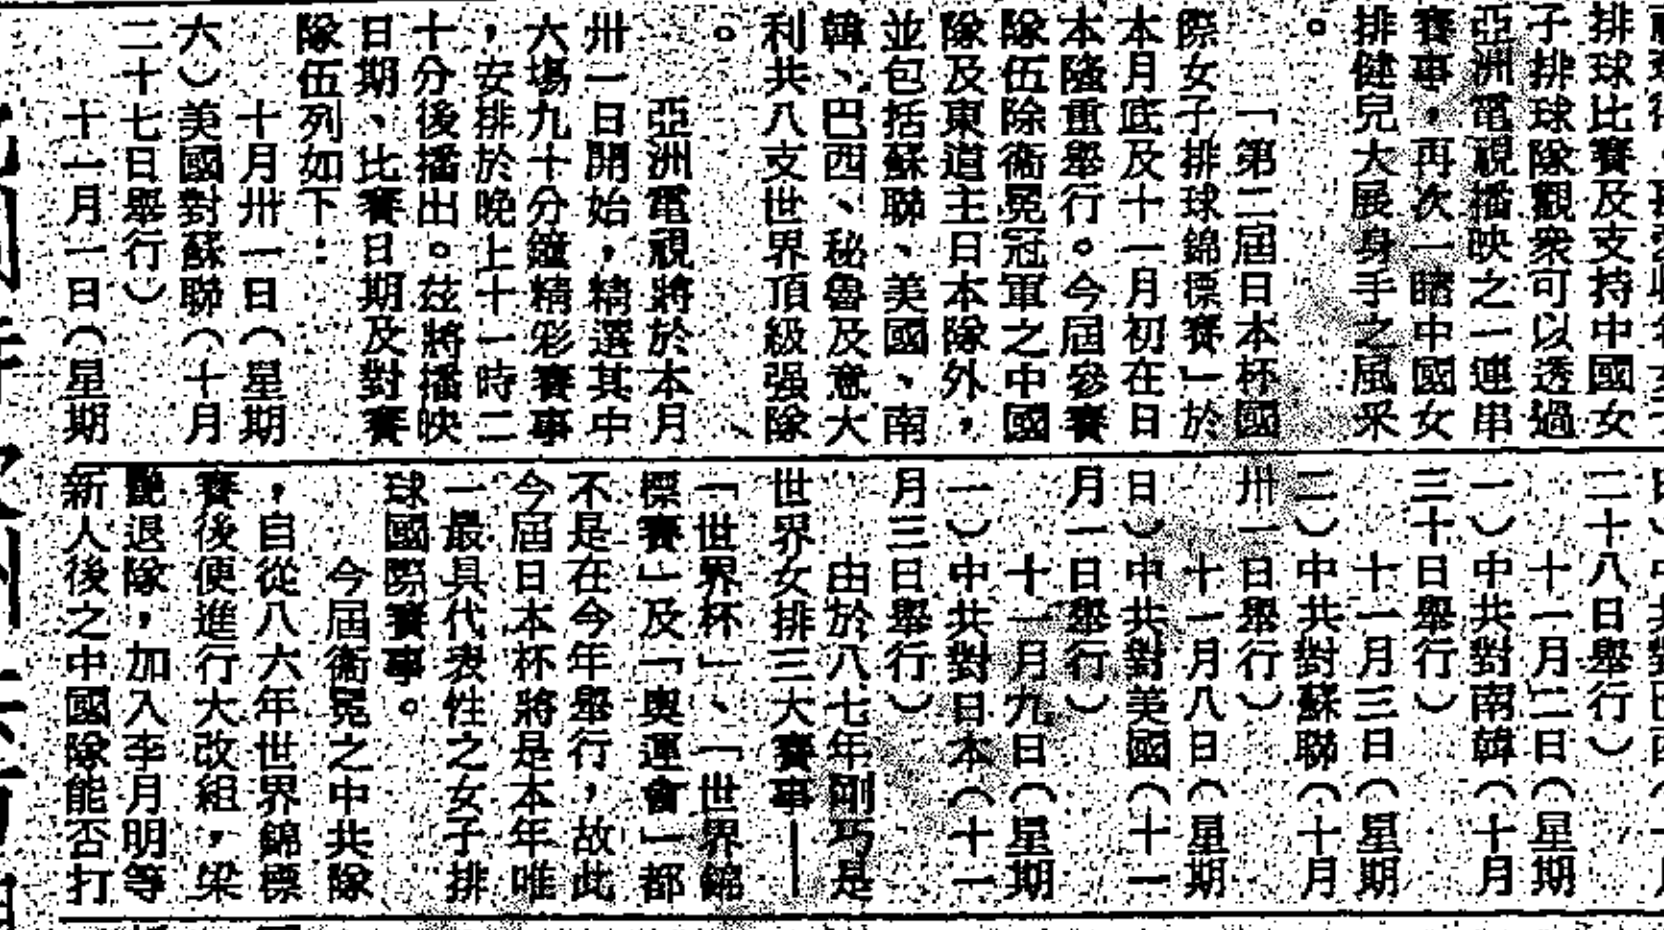 排球比賽及支持中國女
子排球隊觀衆可以透過
亞洲電視播映之一連串
賽事，再次一睹中國女
排健兒大展身手之風采
。
「第二屆日本杯國
際女子排球錦標賽」於
本月底及十一月初在日
本隆重舉行。今屆參賽
隊伍除衞冕冠軍之中國
隊及東道主日本隊外，
並包括蘇聯、美國、南
韓、巴西、秘魯及意大
利共八支世界頂級强隊
。
亞洲電視將於本月
卅一日開始，精選其中
六場九十分鐘精彩賽事
，安排於晚上十一時二
十分後播出。茲將播映
日期、比賽日期及對賽
隊伍列如下：
十月卅一日（星期
六）美國對蘇聯（十月
二十七日舉行）
十一月一日（星期
二十八日舉行）
十一月二日（星期
一）中共對南韓（十月
三十日舉行）
十一月三日（星期
二）中共對蘇聯（十月
卅一日舉行）
十一月八日（星期
日）中共對美國（十一
月一日舉行）
十一月九日（星期
一）中共對日本（十一
月三日舉行）
由於八七年剛巧是
世界女排三大賽事——
「世界杯」、「世界錦
標賽」及「奧運會」都
不是在今年舉行，故此
今屆日本杯將是本年唯
一最具代表性之女子排
球國際賽事。
今屆衞冕之中共隊
，自從八六年世界錦標
賽後便進行大改組，梁
艷退隊，加入李月明等
新人後之中國隊能否打